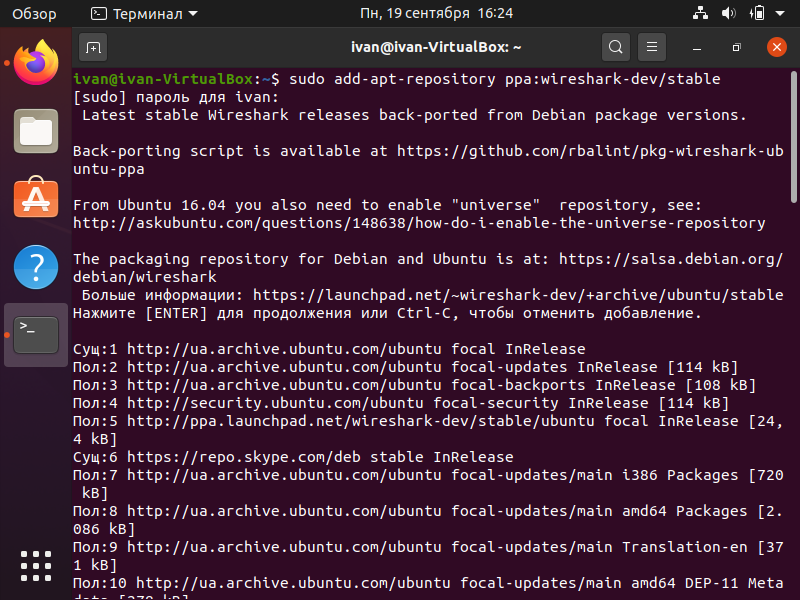 Обзор Терминал Пн, 19 сентября 16:24
ivan@ivan-VirtualBox: ~
ivan@ivan-VirtualBox:~$ sudo add-apt-repository ppa:wireshark-dev/stable
[sudo] пароль для ivan:
 Latest stable Wireshark releases back-ported from Debian package versions.
Back-porting script is available at https://github.com/rbalint/pkg-wireshark-ub
untu-ppa
From Ubuntu 16.04 you also need to enable "universe"  repository, see:
http://askubuntu.com/questions/148638/how-do-i-enable-the-universe-repository
The packaging repository for Debian and Ubuntu is at: https://salsa.debian.org/
debian/wireshark
 Больше информации: https://launchpad.net/~wireshark-dev/+archive/ubuntu/stable
Нажмите [ENTER] для продолжения или Ctrl-C, чтобы отменить добавление.
Сущ:1 http://ua.archive.ubuntu.com/ubuntu focal InRelease
Пол:2 http://ua.archive.ubuntu.com/ubuntu focal-updates InRelease [114 kB]
Пол:3 http://ua.archive.ubuntu.com/ubuntu focal-backports InRelease [108 kB]
Пол:4 http://security.ubuntu.com/ubuntu focal-security InRelease [114 kB]
Пол:5 http://ppa.launchpad.net/wireshark-dev/stable/ubuntu focal InRelease [24,
4 kB]
Сущ:6 https://repo.skype.com/deb stable InRelease
Пол:7 http://ua.archive.ubuntu.com/ubuntu focal-updates/main i386 Packages [720
 kB]
Пол:8 http://ua.archive.ubuntu.com/ubuntu focal-updates/main amd64 Packages [2.
086 kB]
Пол:9 http://ua.archive.ubuntu.com/ubuntu focal-updates/main Translation-en [37
1 kB]
Пол:10 http://ua.archive.ubuntu.com/ubuntu focal-updates/main amd64 DEP-11 Meta